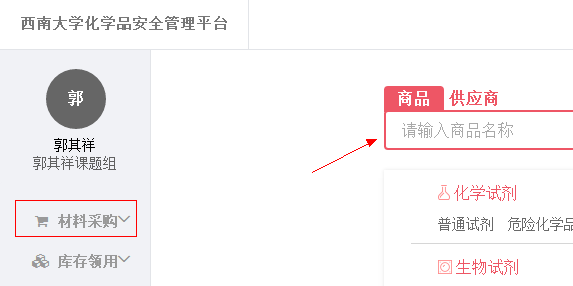 西南大学化学品安全管理平台
郭
郭其祥
郭其祥课题组
材料采购
库存领用
商品 供应商
请输入商品名称
化学试剂
普通试剂 危险化学品
生物试剂